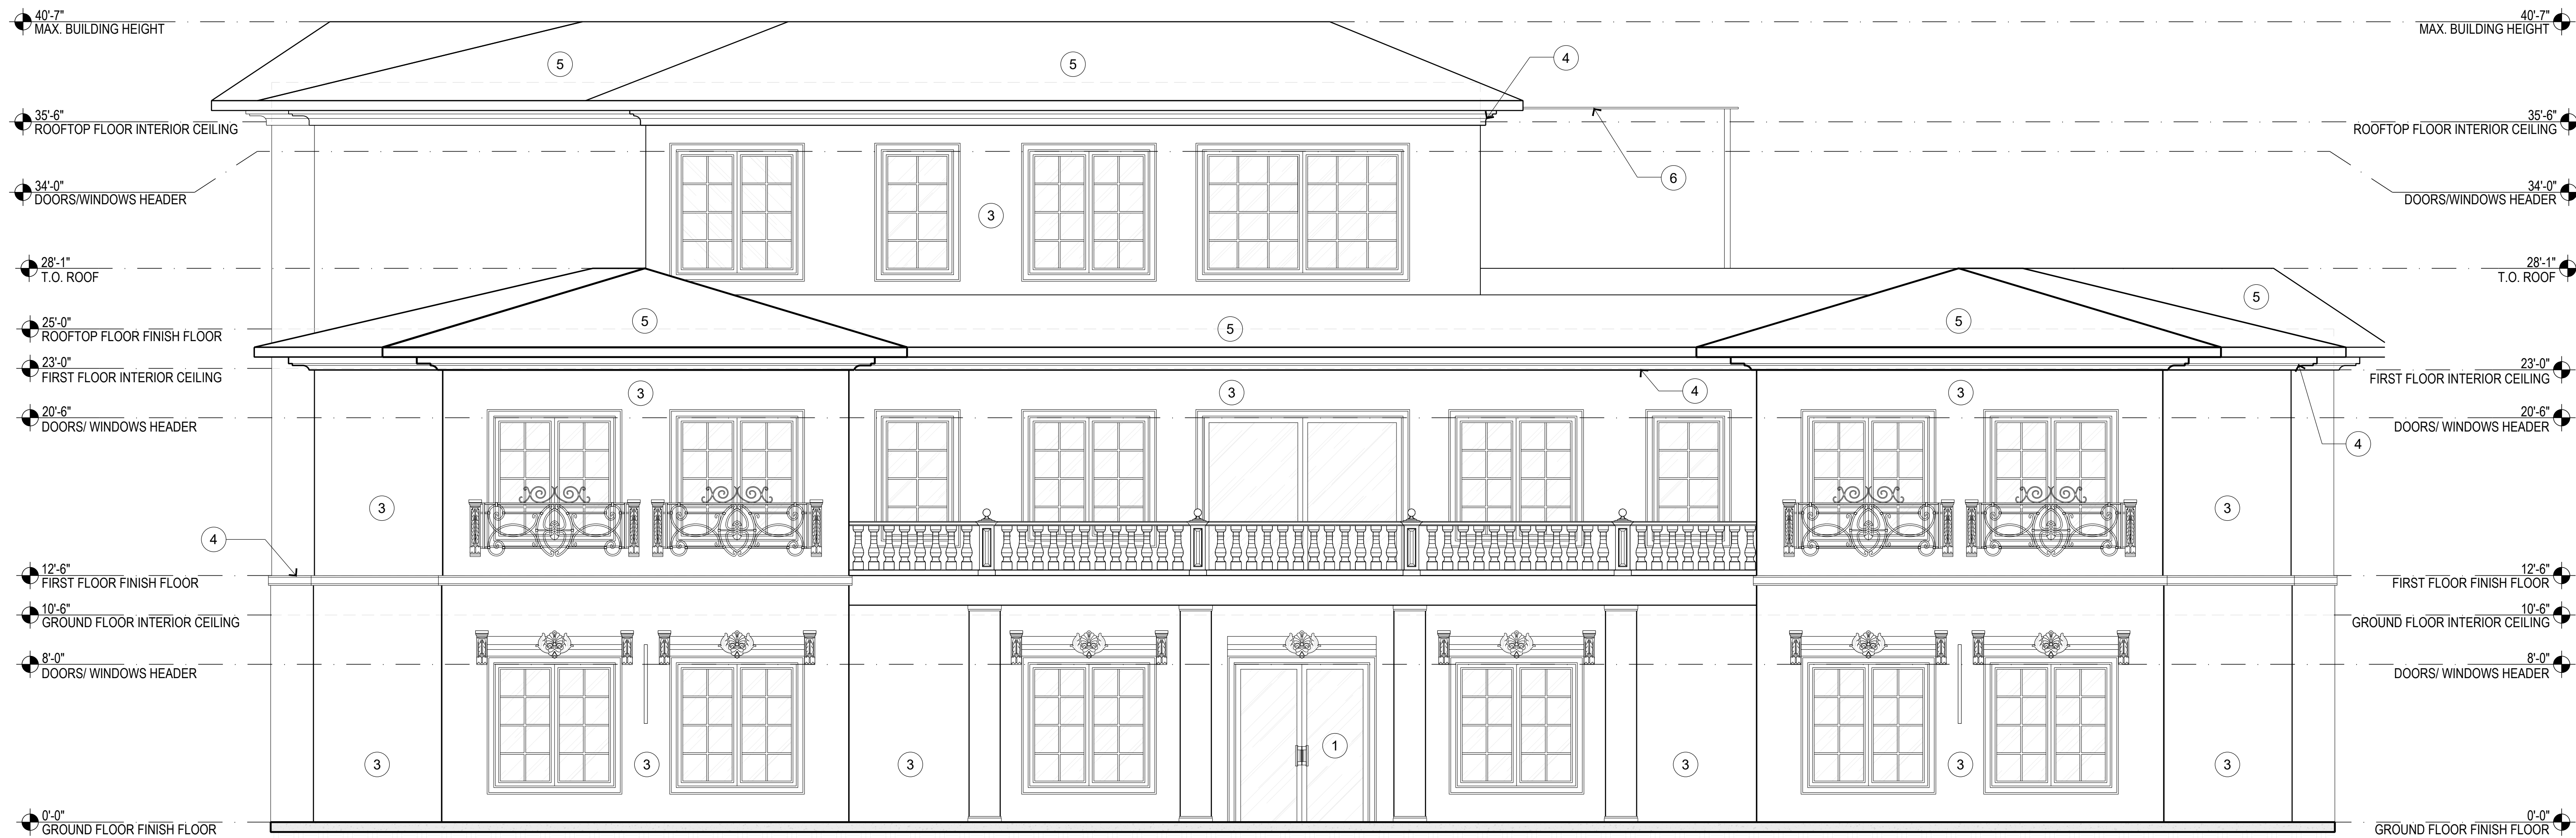 40'-7"
MAX. BUILDING HEIGHT
40'-7"
MAX. BUILDING HEIGHT
4
5
5
35'-6"
ROOFTOP FLOOR INTERIOR CEILING
35'-6"
ROOFTOP FLOOR INTERIOR CEILING
6
34'-0"
DOORS/WINDOWS HEADER
34'-0"
DOORS/WINDOWS HEADER
3
28'-1"
T.O. ROOF
28'-1"
T.O. ROOF
5
5
5
5
25'-0"
ROOFTOP FLOOR FINISH FLOOR
23'-0"
FIRST FLOOR INTERIOR CEILING
23'-0"
FIRST FLOOR INTERIOR CEILING
3
3
4
3
20'-6"
DOORS/ WINDOWS HEADER
20'-6"
DOORS/ WINDOWS HEADER
4
3
3
4
12'-6"
FIRST FLOOR FINISH FLOOR
12'-6"
FIRST FLOOR FINISH FLOOR
10'-6"
GROUND FLOOR INTERIOR CEILING
10'-6"
GROUND FLOOR INTERIOR CEILING
8'-0"
DOORS/ WINDOWS HEADER
8'-0"
DOORS/ WINDOWS HEADER
1
3
3
3
3
3
3
0'-0"
GROUND FLOOR FINISH FLOOR
0'-0"
GROUND FLOOR FINISH FLOOR